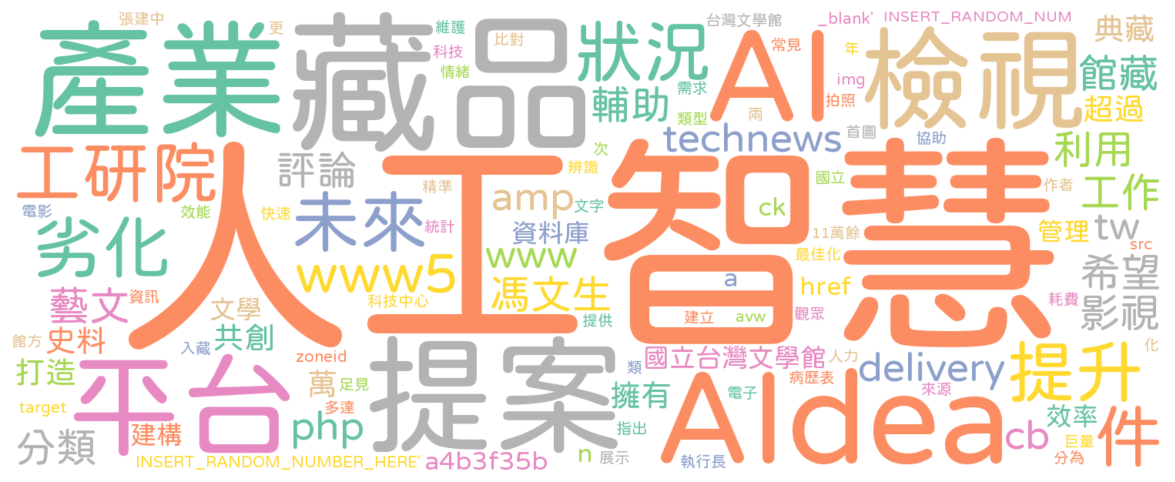 張建中
更
維護
比對
科技
情緒
台灣文學館
_blank' INSERT_RANDOM_NUM
常見
年
典藏
產業
藏品
狀況
AI
檢視
館藏
輔助
需求
類型
兩
img
拍照
超過
technews
首圖
協助
利用
工研院
評論
人工智慧
次
辨識
精準
國立
作者
工作
電影
效能
快速
未來
統計
amp
文字
ck
資料庫
11萬餘
管理
tw
劣化
www
最佳化
src
www5
a
href
希望
藝文
資訊
文學
科技中心
馮文生
耗費
影視
史料
共創
提供
建立
avw
觀眾
館方
入藏
zoneid
國立台灣文學館
人力
化
打造
平台
萬
足見
提案
類
delivery
提升
病歷表
來源
target
多達
擁有
AIdea
電子
效率
件
分類
建構
php
指出
cb
巨量
INSERT_RANDOM_NUMBER_HERE'
a4b3f35b
n
展示
執行長
分為